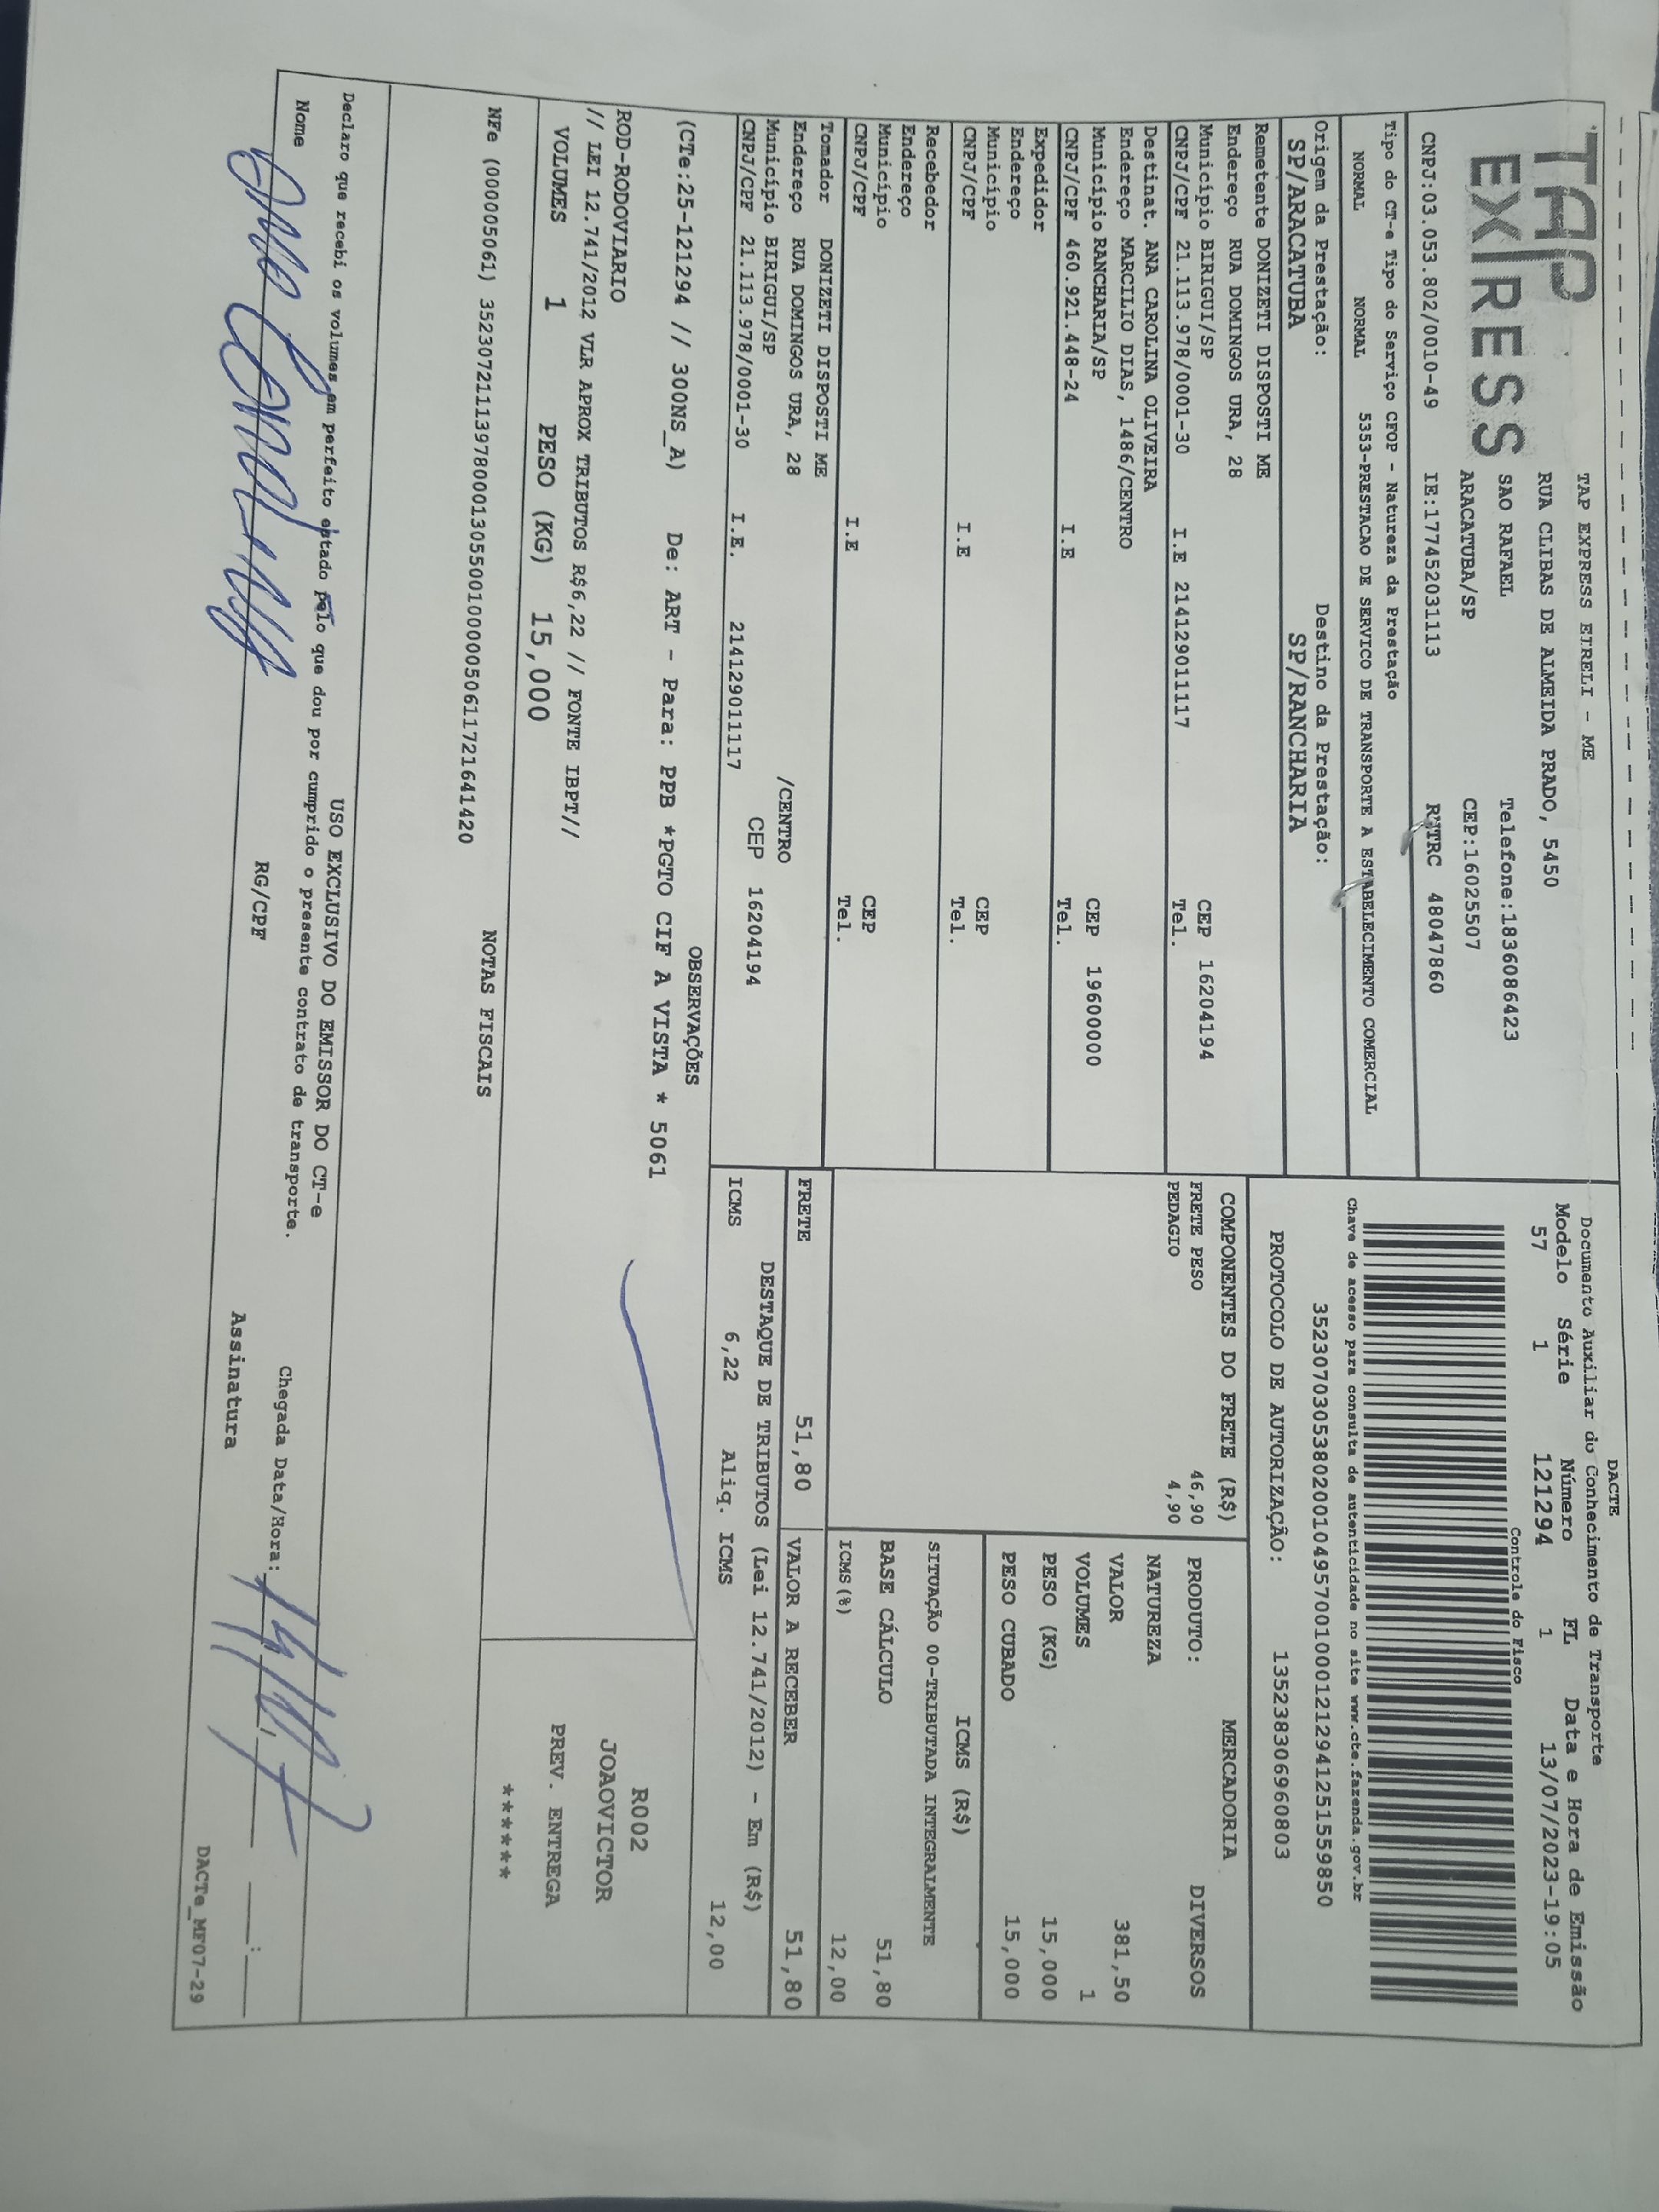 TAP EXPRESS
TAP EXPRESS EIRELI - ME
RUA CLIBAS DE ALMEIDA PRADO, 5450
SAO RAFAEL Telefone:1836086423
ARACATUBA/SP CEP:16025507
CNPJ:03.053.802/0010-49 IE:177452031113 RNTRC 48047860
Tipo do CT-e Tipo do Serviço CFOP - Natureza da Prestação
NORMAL NORMAL 5353-PRESTACAO DE SERVICO DE TRANSPORTE A ESTABELECIMENTO COMERCIAL
Origem da Prestação: Destino da Prestação:
SP/ARACATUBA SP/RANCHARIA
DACTE
Documento Auxiliar do Conhecimento de Transporte
Modelo Série Número FL Data e Hora de Emissão
57 1 121294 1 13/07/2023-19:05
Controle do Fisco
Chave de acesso para consulta de autenticidade no site www.cte.fazenda.gov.br
35230703053802001049570010001212941251559850
PROTOCOLO DE AUTORIZAÇÃO: 135238306960803
Remetente DONIZETI DISPOSTI ME
Endereço RUA DOMINGOS URA, 28
Município BIRIGUI/SP CEP 16204194
CNPJ/CPF 21.113.978/0001-30 I.E 214129011117 Tel.
Destinat. ANA CAROLINA OLIVEIRA
Endereço MARCILIO DIAS, 1486/CENTRO
Município RANCHARIA/SP CEP 19600000
CNPJ/CPF 460.921.448-24 I.E Tel.
Expedidor
Endereço
Município CEP
CNPJ/CPF I.E Tel.
Recebedor
Endereço
Município CEP
CNPJ/CPF I.E Tel.
Tomador DONIZETI DISPOSTI ME
Endereço RUA DOMINGOS URA, 28 /CENTRO
Município BIRIGUI/SP CEP 16204194
CNPJ/CPF 21.113.978/0001-30 I.E. 214129011117
COMPONENTES DO FRETE (R$)
FRETE PESO 46,90
PEDAGIO 4,90
MERCADORIA
PRODUTO: DIVERSOS
NATUREZA
VALOR 381,50
VOLUMES 1
PESO (KG) 15,000
PESO CUBADO 15,000
ICMS (R$)
SITUAÇÃO 00-TRIBUTADA INTEGRALMENTE
BASE CÁLCULO 51,80
ICMS(%) 12,00
FRETE 51,80 VALOR A RECEBER 51,80
DESTAQUE DE TRIBUTOS (Lei 12.741/2012) - Em (R$)
ICMS 6,22 Aliq. ICMS 12,00
OBSERVAÇÕES
(CTe:25-121294 // 300NS_A) De: ART - Para: PPB *PGTO CIF A VISTA * 5061
ROD-RODOVIARIO
// LEI 12.741/2012 VLR APROX TRIBUTOS R$6,22 // FONTE IBPT//
VOLUMES 1 PESO (KG) 15,000
R002
JOAOVICTOR
PREV. ENTREGA
*******
NOTAS FISCAIS
NFe (000005061) 35230721113978000130550010000050611721641420
USO EXCLUSIVO DO EMISSOR DO CT-e
Declaro que recebi os volumes em perfeito estado pelo que dou por cumprido o presente contrato de transporte.
Nome RG/CPF Assinatura Chegada Data/Hora:
DACTe_MF07-29